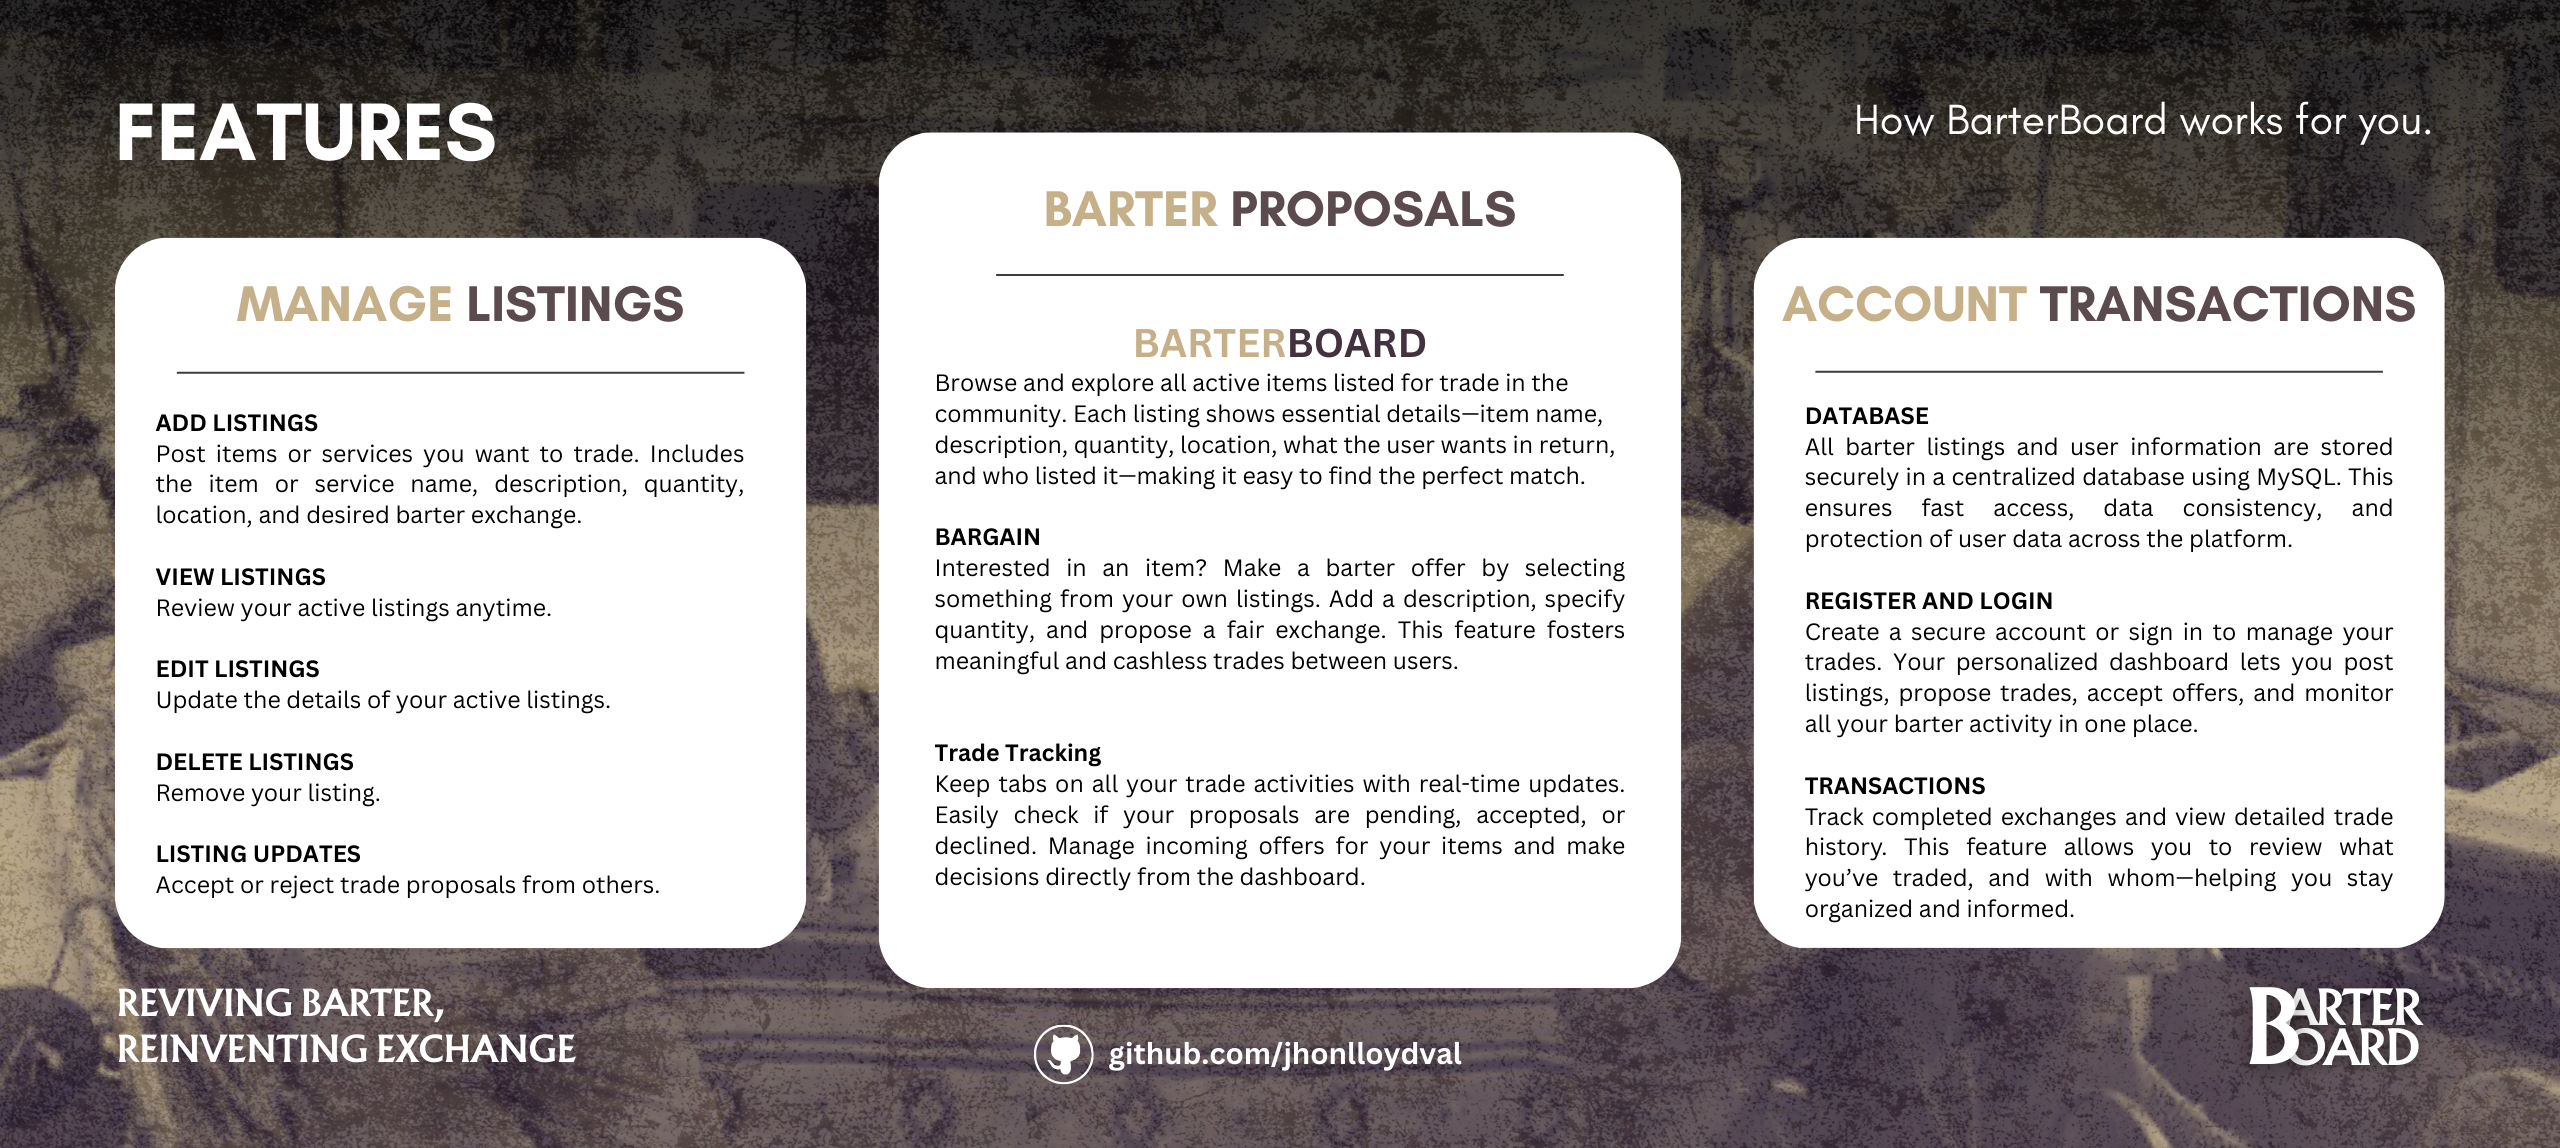 FEATURES
How BarterBoard works for you.
MANAGE LISTINGS
ADD LISTINGS
Post items or services you want to trade. Includes
the item or service name, description, quantity,
location, and desired barter exchange.
VIEW LISTINGS
Review your active listings anytime.
EDIT LISTINGS
Update the details of your active listings.
DELETE LISTINGS
Remove your listing.
LISTING UPDATES
Accept or reject trade proposals from others.
BARTER PROPOSALS
BARTERBOARD
Browse and explore all active items listed for trade in the
community. Each listing shows essential details—item name,
description, quantity, location, what the user wants in return,
and who listed it—making it easy to find the perfect match.
BARGAIN
Interested in an item? Make a barter offer by selecting
something from your own listings. Add a description, specify
quantity, and propose a fair exchange. This feature fosters
meaningful and cashless trades between users.
Trade Tracking
Keep tabs on all your trade activities with real-time updates.
Easily check if your proposals are pending, accepted, or
declined. Manage incoming offers for your items and make
decisions directly from the dashboard.
ACCOUNT TRANSACTIONS
DATABASE
All barter listings and user information are stored
securely in a centralized database using MySQL. This
ensures fast access, data consistency, and
protection of user data across the platform.
REGISTER AND LOGIN
Create a secure account or sign in to manage your
trades. Your personalized dashboard lets you post
listings, propose trades, accept offers, and monitor
all your barter activity in one place.
TRANSACTIONS
Track completed exchanges and view detailed trade
history. This feature allows you to review what
you’ve traded, and with whom—helping you stay
organized and informed.
REVIVING BARTER,
REINVENTING EXCHANGE
github.com/jhonlloydval
BARTER
BOARD